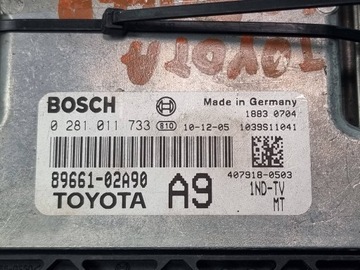 TOYOTA
BOSCH
Made in Germany
1883 0704
0 281 011 733 810 10-12-05 1039S11041
407918-0503
89661-02A90 A9 1ND-TV
TOYOTA MT